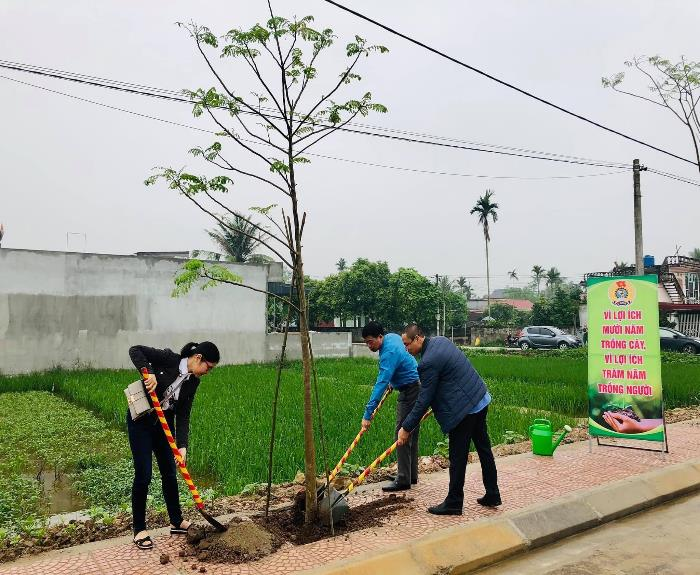 VÌ LỢI ÍCH
MƯỜI NĂM
TRỒNG CÂY,
VÌ LỢI ÍCH
TRĂM NĂM
TRỒNG NGƯỜI